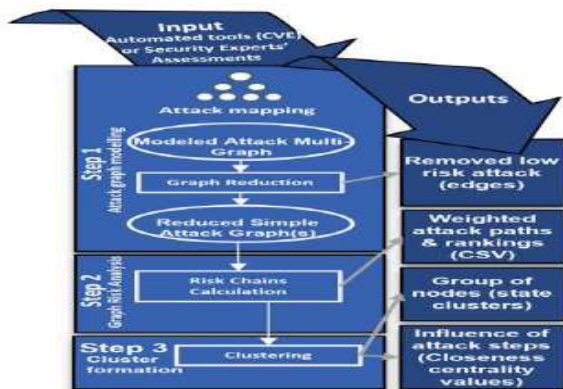 Input
Automated tools (CVE)
or Security Experts'
Assessments
Outputs
Step 1
Attack graph modelling
Attack mapping
Modeled Attack Multi-
Graph
Graph Reduction
Reduced Simple
Attack Graph(s)
Step 2
Graph Risk Analysis
Risk Chains
Calculation
Step 3
Cluster
formation
Clustering
Removed low
risk attack
(edges)
Weighted
attack paths
& rankings
(CSV)
Group of
nodes (state
clusters)
Influence of
attack steps
(Closeness
centrality
values)